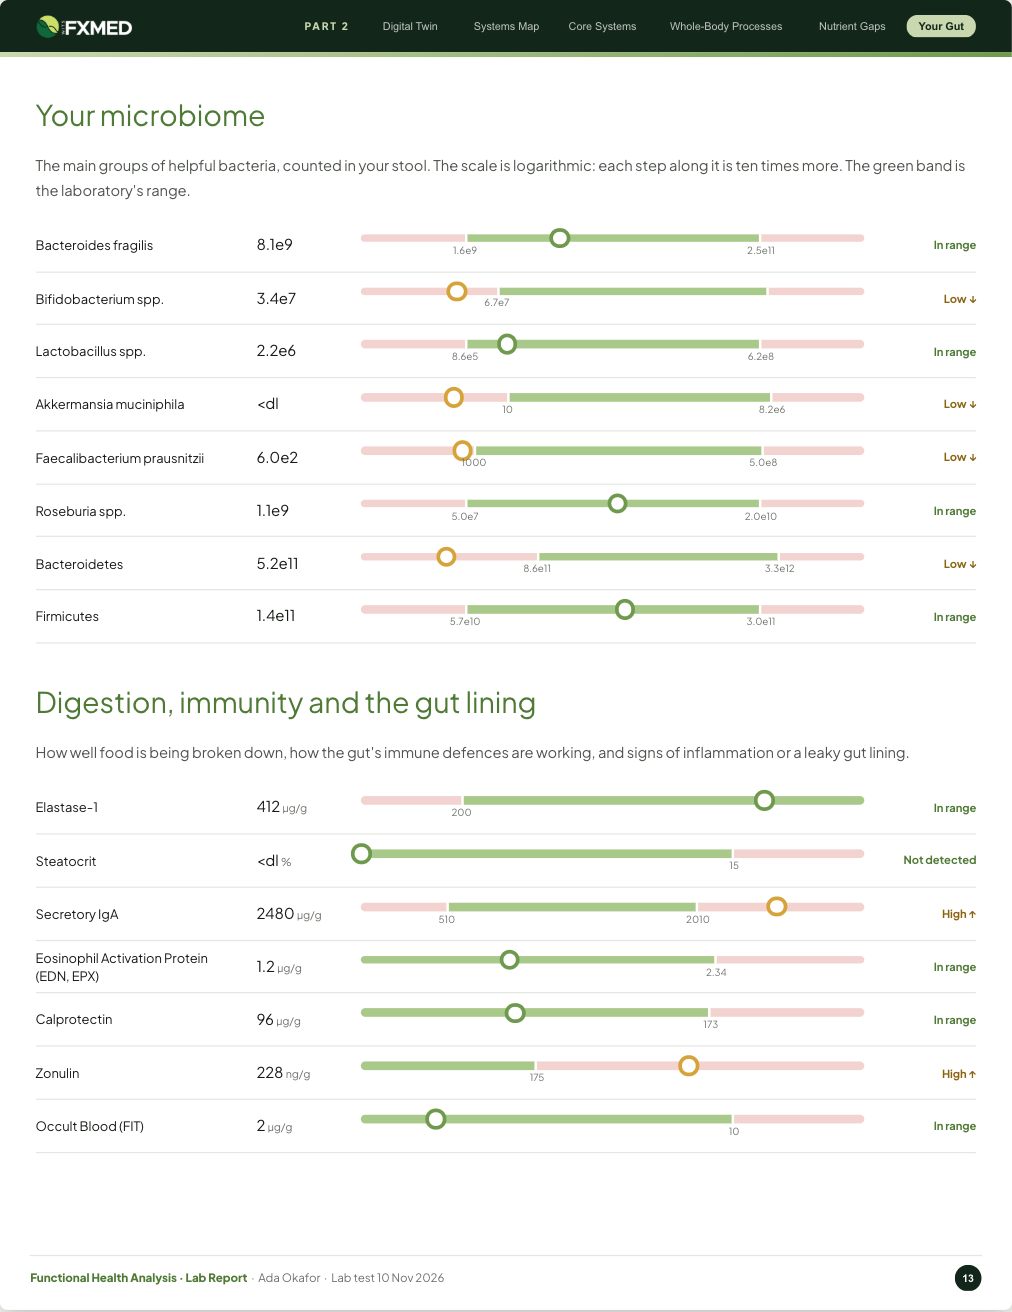 FXMED
PART 2
Digital Twin
Systems Map
Core Systems
Whole-Body Processes
Nutrient Gaps
Your Gut
Your microbiome
The main groups of helpful bacteria, counted in your stool. The scale is logarithmic: each step along it is ten times more. The green band is
the laboratory's range.
Bacteroides fragilis 8.1e9 1.6e9 2.5e11 In range
Bifidobacterium spp. 3.4e7 6.7e7 Low ↓
Lactobacillus spp. 2.2e6 8.6e5 6.2e8 In range
Akkermansia muciniphila <dl 10 8.2e6 Low ↓
Faecalibacterium prausnitzii 6.0e2 1000 5.0e8 Low ↓
Roseburia spp. 1.1e9 5.0e7 2.0e10 In range
Bacteroidetes 5.2e11 8.6e11 3.3e12 Low ↓
Firmicutes 1.4e11 5.7e10 3.0e11 In range
Digestion, immunity and the gut lining
How well food is being broken down, how the gut's immune defences are working, and signs of inflammation or a leaky gut lining.
Elastase-1 412 µg/g 200 In range
Steatocrit <dl % 15 Not detected
Secretory IgA 2480 µg/g 510 2010 High ↑
Eosinophil Activation Protein
(EDN, EPX) 1.2 µg/g 2.34 In range
Calprotectin 96 µg/g 173 In range
Zonulin 228 ng/g 175 High ↑
Occult Blood (FIT) 2 µg/g 10 In range
Functional Health Analysis · Lab Report · Ada Okafor · Lab test 10 Nov 2026
13